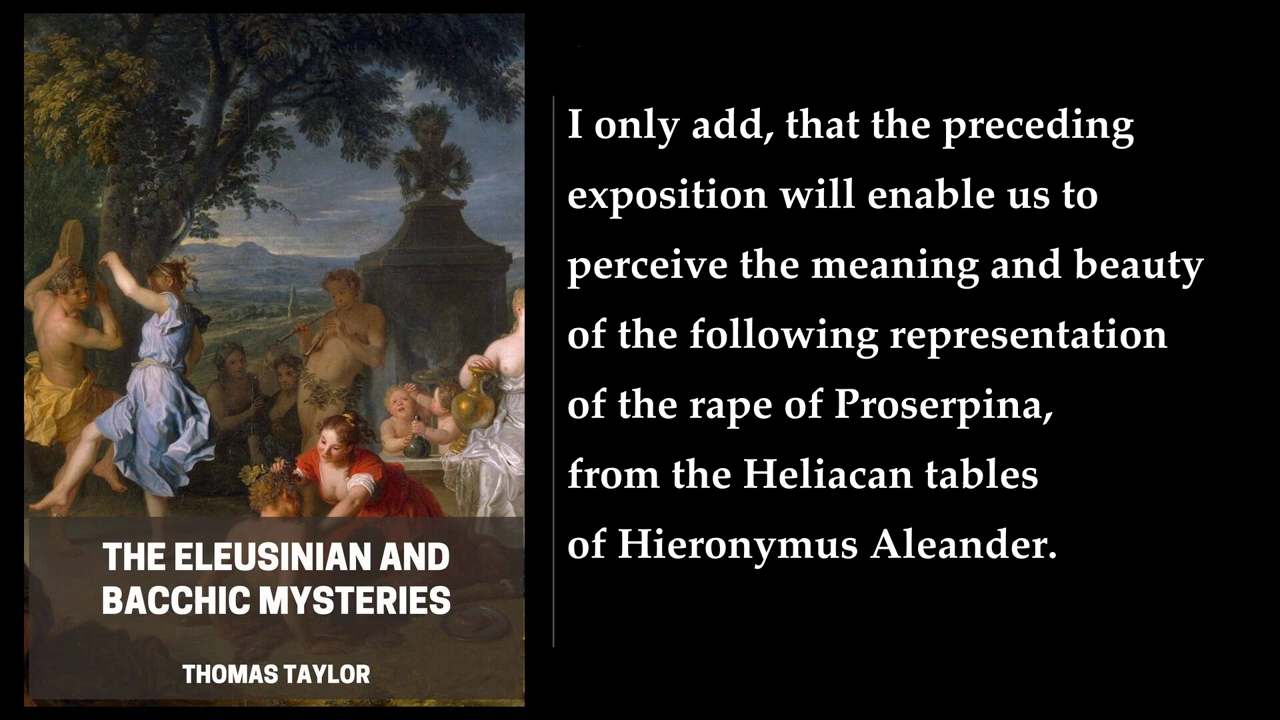 THE ELEUSINIAN AND
BACCHIC MYSTERIES
THOMAS TAYLOR
I only add, that the preceding
exposition will enable us to
perceive the meaning and beauty
of the following representation
of the rape of Proserpina,
from the Heliacan tables
of Hieronymus Aleander.